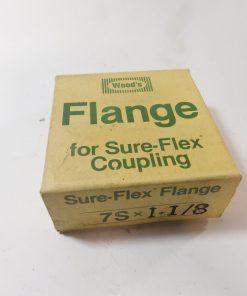 Wood's
Flange
for Sure-Flex
Coupling
Sure-Flex Flange
7S × 1-1/8